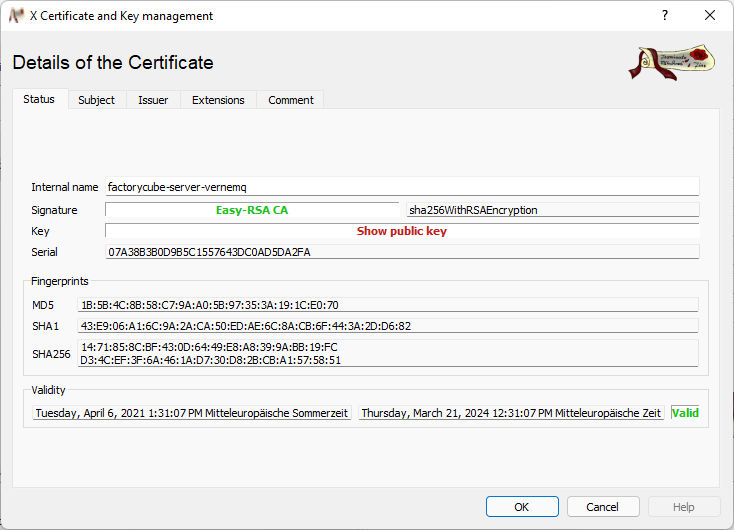 X Certificate and Key management
?
Details of the Certificate
Status Subject Issuer Extensions Comment
Internal name factorycube-server-vernemq
Signature Easy-RSA CA sha256WithRSAEncryption
Key Show public key
Serial 07A38B3B0D9B5C1557643DC0AD5DA2FA
Fingerprints
MD5 1B:5B:4C:8B:58:C7:9A:A0:5B:97:35:3A:19:1C:E0:70
SHA1 43:E9:06:A1:6C:9A:2A:CA:50:ED:AE:6C:8A:CB:6F:44:3A:2D:D6:82
SHA256 14:71:85:8C:BF:43:0D:64:49:E8:A8:39:9A:BB:19:FC
D3:4C:EF:3F:6A:46:1A:D7:30:D8:2B:CB:A1:57:58:51
Validity
Tuesday, April 6, 2021 1:31:07 PM Mitteleuropäische Sommerzeit Thursday, March 21, 2024 12:31:07 PM Mitteleuropäische Zeit Valid
OK Cancel Help